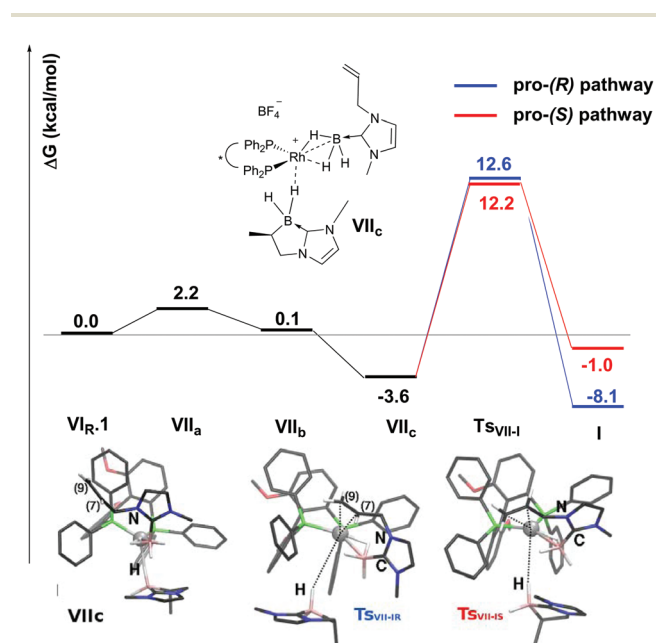 ΔG (kcal/mol)
pro-(R) pathway
pro-(S) pathway
BF₄⁻
Ph₂P
Ph₂P
*
Rh
+
H
B
H
H
N
N
H
H
B
N
N
VIIc
12.6
12.2
0.0
2.2
0.1
-3.6
-1.0
-8.1
VIR.1
VIIa
VIIb
VIIc
TsVII-I
I
(9)
(7)
N
H
VIIc
(9)
(7)
N
C
H
TsVII-IR
N
C
H
TsVII-IS